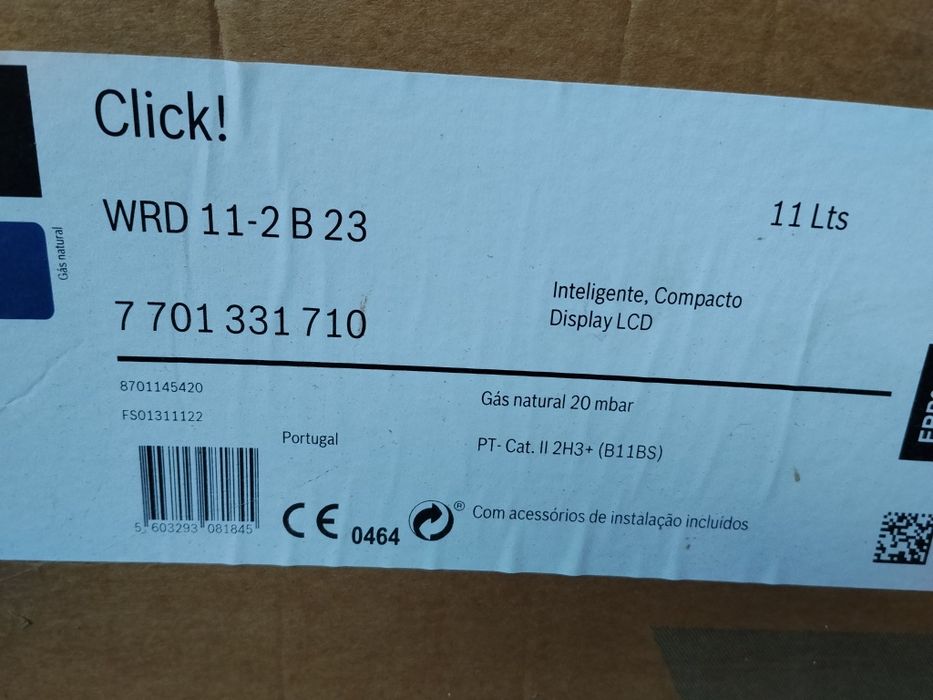 Click!
WRD 11-2 B 23
11 Lts
Gás natural
7 701 331 710
Inteligente, Compacto
Display LCD
8701145420
FS01311122
Gás natural 20 mbar
Portugal
PT- Cat. II 2H3+ (B11BS)
5 603293 081845
CE 0464
®
Com acessórios de instalação incluídos